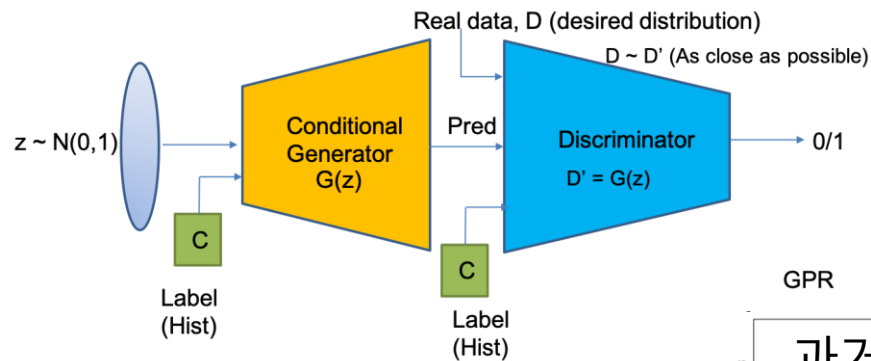 Real data, D (desired distribution)
D ~ D’ (As close as possible)
z ~ N(0,1)
Conditional
Generator
G(z)
Pred
Discriminator
D’ = G(z)
0/1
C
Label
(Hist)
C
Label
(Hist)
GPR